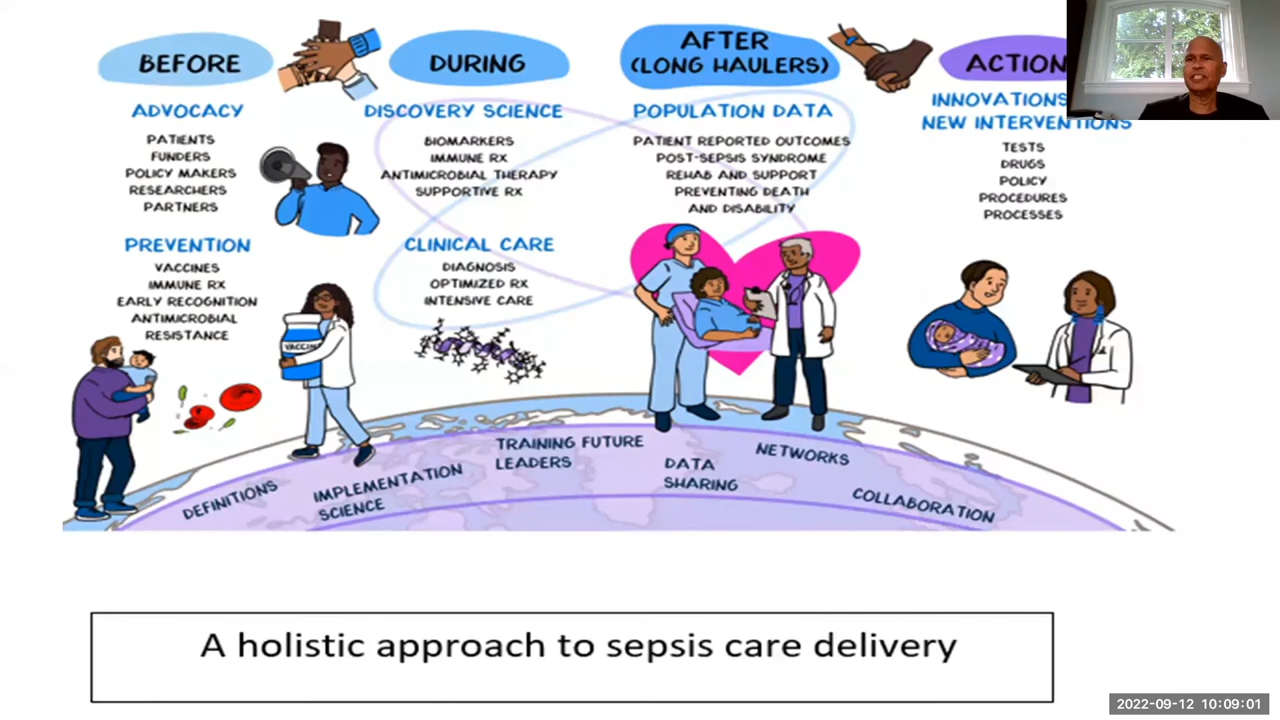 BEFORE
ADVOCACY
PATIENTS
FUNDERS
POLICY MAKERS
RESEARCHERS
PARTNERS
PREVENTION
VACCINES
IMMUNE RX
EARLY RECOGNITION
ANTIMICROBIAL
RESISTANCE
VACCIN
DURING
DISCOVERY SCIENCE
BIOMARKERS
IMMUNE RX
ANTIMICROBIAL THERAPY
SUPPORTIVE RX
CLINICAL CARE
DIAGNOSIS
OPTIMIZED RX
INTENSIVE CARE
AFTER
(LONG HAULERS)
POPULATION DATA
PATIENT REPORTED OUTCOMES
POST-SEPSIS SYNDROME
REHAB AND SUPPORT
PREVENTING DEATH
AND DISABILITY
ACTION
INNOVATIONS
NEW INTERVENTIONS
TESTS
DRUGS
POLICY
PROCEDURES
PROCESSES
DEFINITIONS
IMPLEMENTATION
SCIENCE
TRAINING FUTURE
LEADERS
DATA
SHARING
NETWORKS
COLLABORATION
A holistic approach to sepsis care delivery
2022-09-12 10:09:01